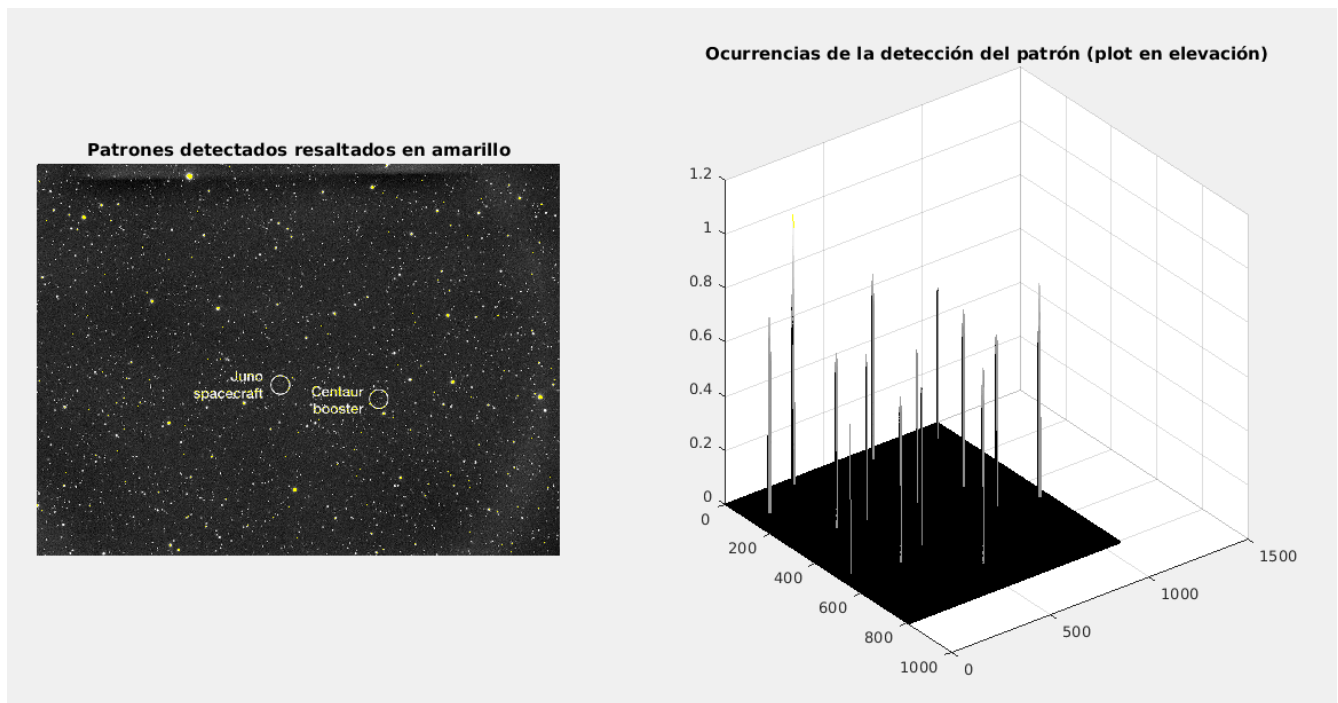 Patrones detectados resaltados en amarillo
Juno
spacecraft
Centaur
booster
Ocurrencias de la detección del patrón (plot en elevación)
1.2
1
0.8
0.6
0.4
0.2
0
0
200
400
600
800
1000
0
500
1000
1500